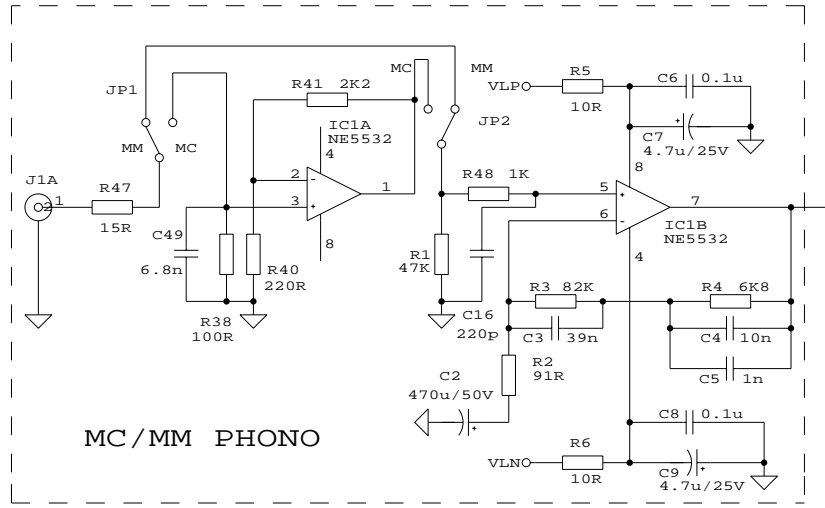 MC
MM
R5
VLP
10R
C6 0.1u
R41 2K2
JP1
IC1A
NE5532
4
JP2
C7
4.7u/25V
MM
MC
8
J1A
R47
2
1
R48 1K
5
7
2 1
3
6
15R
C49
8
IC1B
NE5532
6.8n
R40
220R
R1
47K
4
R3 82K
R4 6K8
R38
100R
C16
220p
C3 39n
C4 10n
R2
91R
C5 1n
C2
470u/50V
C8 0.1u
MC/MM PHONO
R6
VLN
10R
C9
4.7u/25V